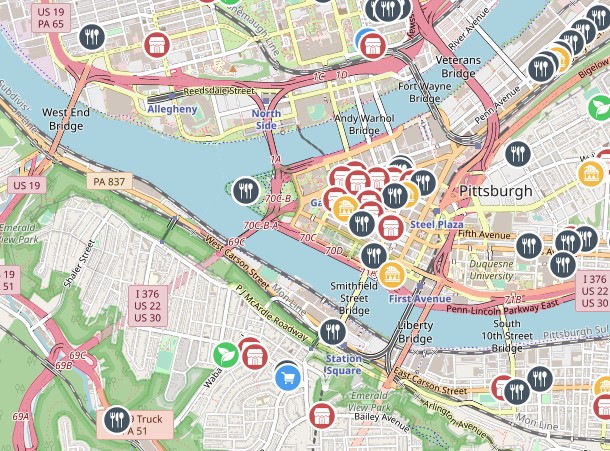 US 19
PA 65
River Avenue
Veterans
Bridge
1C
1D
Reedsdale Street
Fort Wayne
Bridge
Penn Avenue
Bigelow
Allegheny
North
Side
Andy Warhol
Bridge
West End
Bridge
1A
US 19
PA 837
Pittsburgh
70C-B
Emerald
View Park
70C-B-A
Steel Plaza
69C
70C
70D
Fifth Avenue
Shaler Street
West Carson Street
Duquesne
University
19
51
I 376
US 22
US 30
I 376
US 22
US 30
Smithfield
Street
Bridge
First Avenue
71B
Penn-Lincoln Parkway East
Mon Line
P.J. McArdle Roadway
Liberty
Bridge
South
10th Street
Bridge
Pittsburgh Su
69C
69B
Station
Square
East Carson Street
Emerald
View Park
Arlington Avenue
69A
Truck
Bailey Avenue
Mon Line